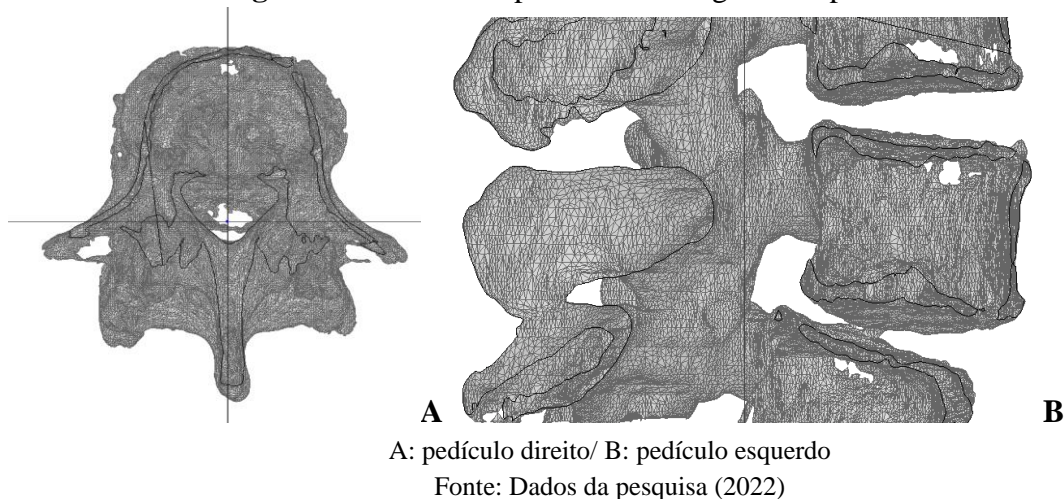 A B
A: pedículo direito/ B: pedículo esquerdo
Fonte: Dados da pesquisa (2022)